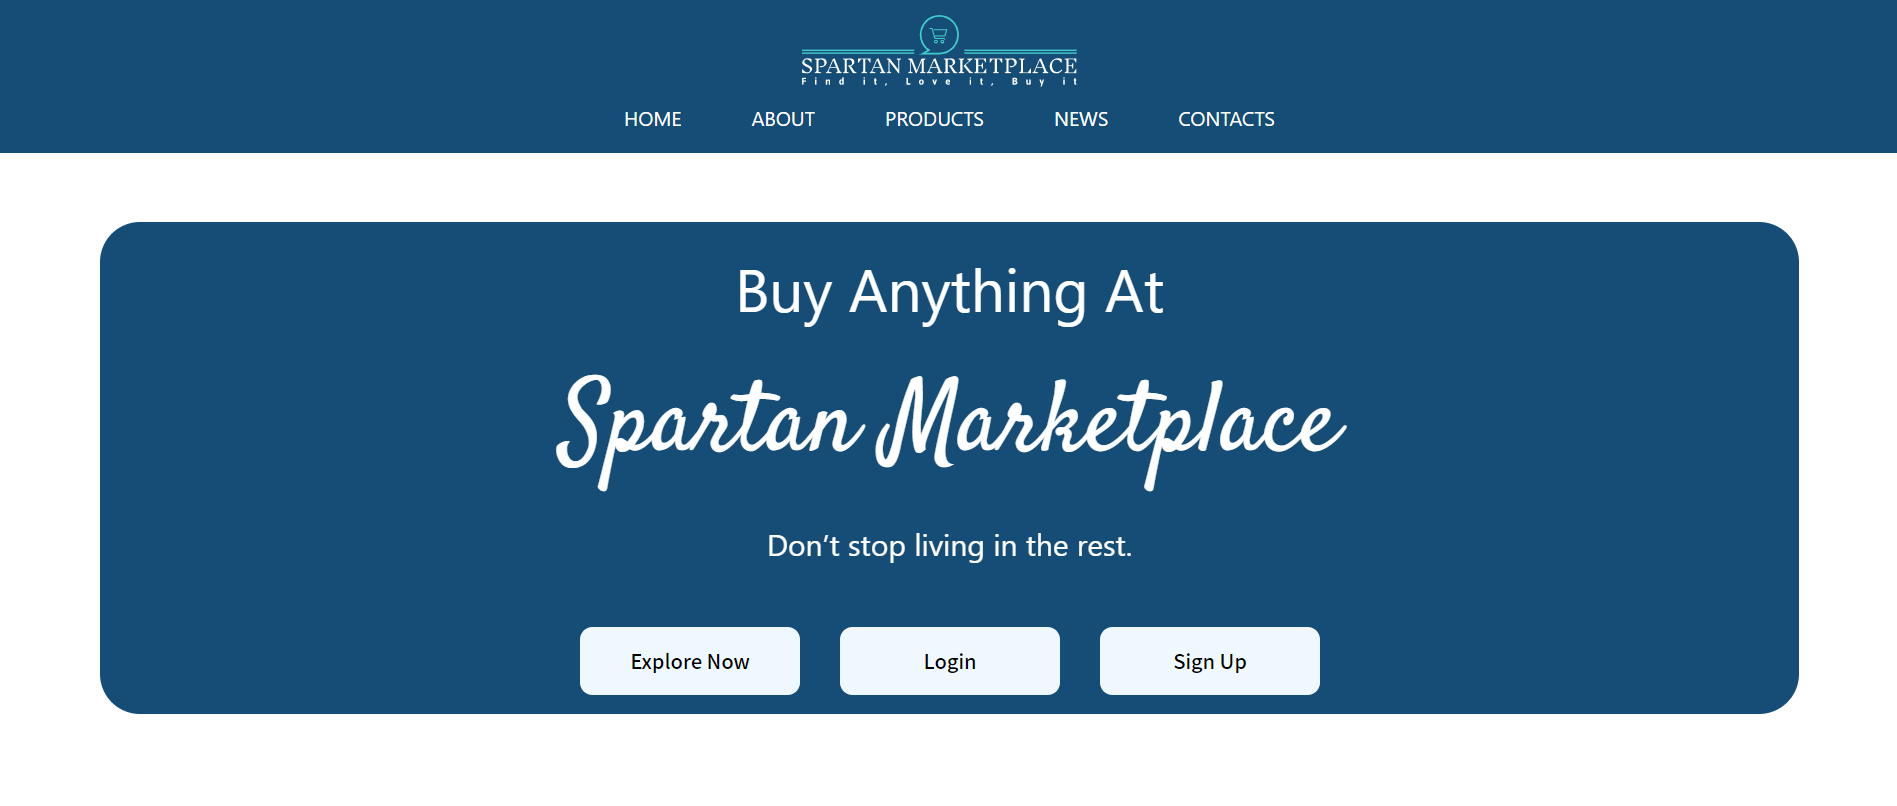 SPARTAN MARKETPLACE
Find it, Love it, Buy it
HOME ABOUT PRODUCTS NEWS CONTACTS
Buy Anything At
Spartan Marketplace
Don’t stop living in the rest.
Explore Now Login Sign Up